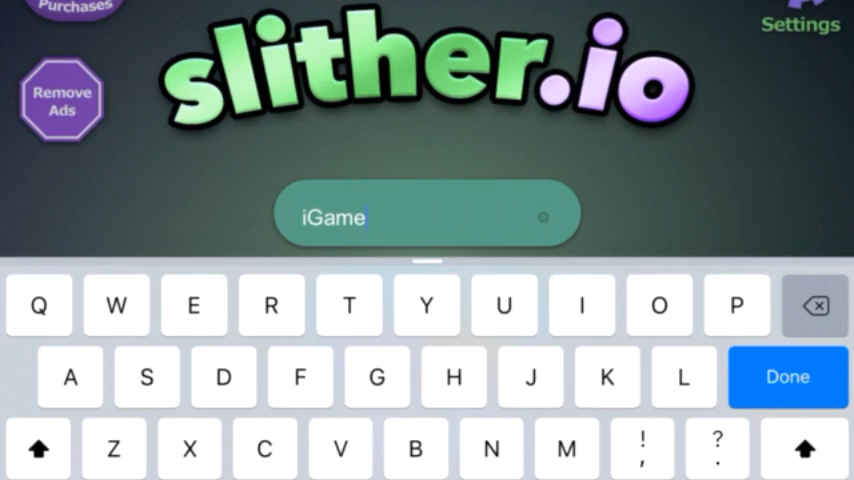 Purchases
Settings
slither.io
Remove
Ads
iGame
Q W E R T Y U I O P
A S D F G H J K L Done
Z X C V B N M ! , ? .